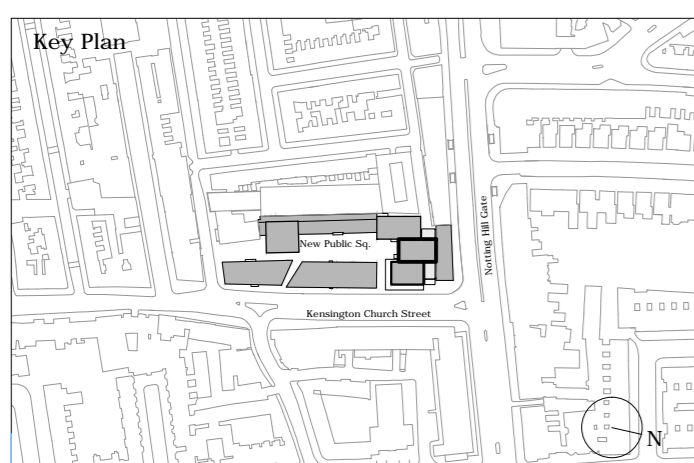 Key Plan
Notting Hill Gate
New Public Sq.
Kensington Church Street
N